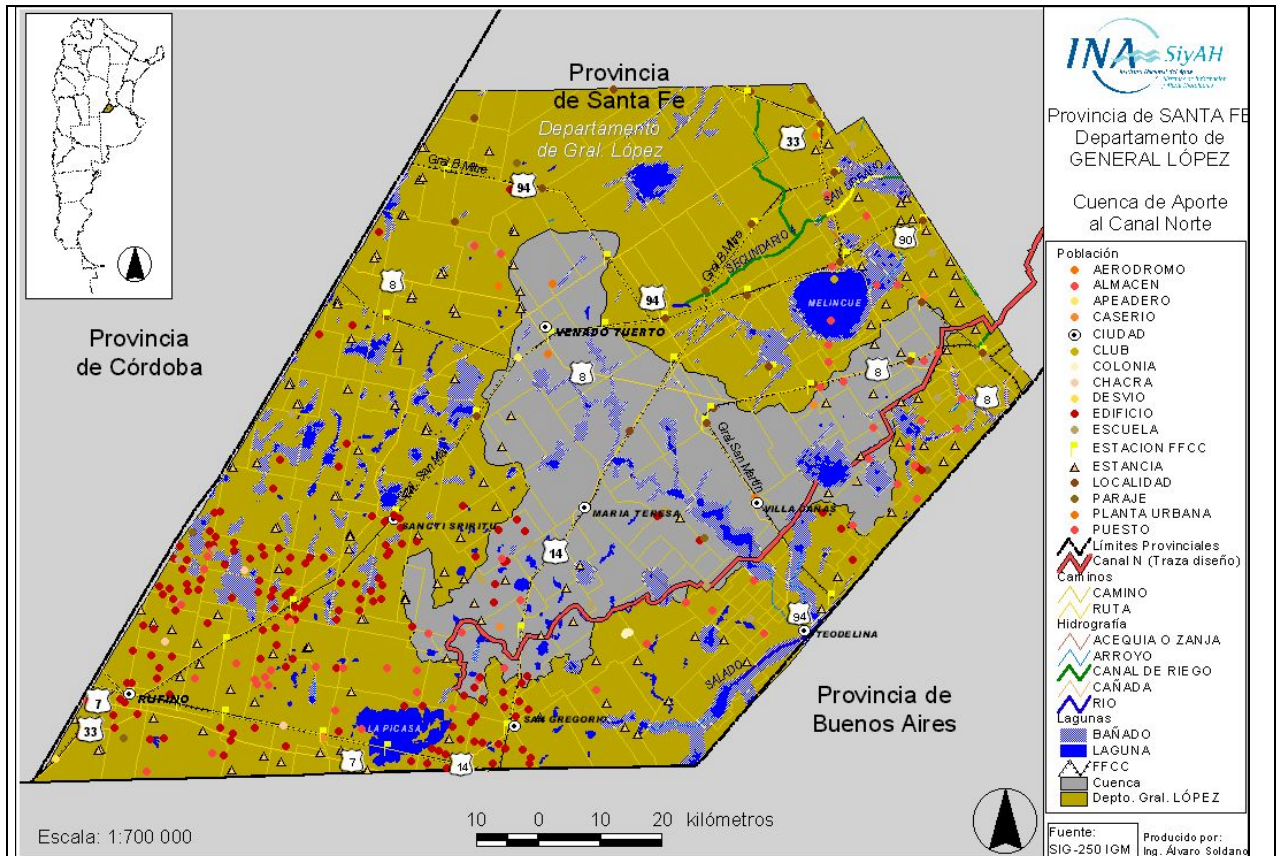 Provincia
de Santa Fe
Departamento
de Gral. López
Gral.B.Mitre
94
33
SAN URBANO
90
Gral.B.Mitre
SECUNDARIO
8
94
MELINCUE
Provincia
de Córdoba
VENADO TUERTO
8
8
8
Gral.San Martín
SANCTI SPIRITU
MARIA TERESA
VILLA CAÑAS
14
94
TEODELINA
SALADO
RUFINO
7
33
LA PICASA
SAN GREGORIO
7
14
Provincia de
Buenos Aires
Escala: 1:700 000
10 0 10 20 kilómetros
INA SiyAH
Instituto Nacional del Agua
Provincia de SANTA FE
Departamento de
GENERAL LÓPEZ
Cuenca de Aporte
al Canal Norte
Población
AERODROMO
ALMACEN
APEADERO
CASERIO
CIUDAD
CLUB
COLONIA
CHACRA
DESVIO
EDIFICIO
ESCUELA
ESTACION FFCC
ESTANCIA
LOCALIDAD
PARAJE
PLANTA URBANA
PUESTO
Límites Provinciales
Canal N (Traza diseño)
Caminos
CAMINO
RUTA
Hidrografía
ACEQUIA O ZANJA
ARROYO
CANAL DE RIEGO
CAÑADA
RIO
Lagunas
BAÑADO
LAGUNA
FFCC
Cuenca
Depto. Gral. LÓPEZ
Fuente:
SIG-250 IGM
Producido por:
Ing. Álvaro Soldano